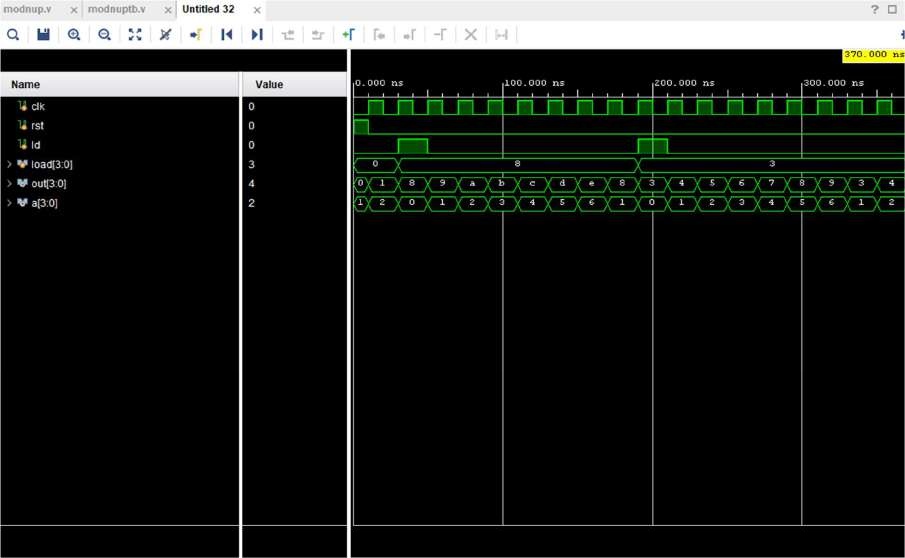 modnup.v × modnuptb.v × Untitled 32 × ? □
370.000 ns
Name Value 0.000 ns 100.000 ns 200.000 ns 300.000 ns
clk 0
rst 0
ld 0
load[3:0] 3 0 8 3
out[3:0] 4 0 1 8 9 a b c d e 8 3 4 5 6 7 8 9 3 4
a[3:0] 2 1 2 0 1 2 3 4 5 6 1 0 1 2 3 4 5 6 1 2